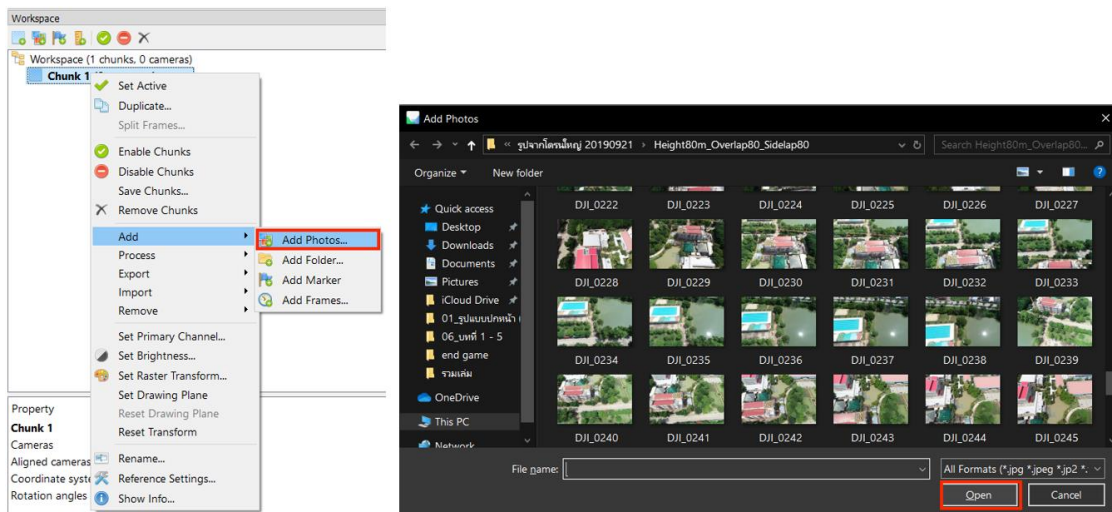 Workspace
Workspace (1 chunks, 0 cameras)
Chunk 1
Set Active
Duplicate...
Split Frames...
Enable Chunks
Disable Chunks
Save Chunks...
Remove Chunks
Add
Process
Export
Import
Remove
Set Primary Channel...
Set Brightness...
Set Raster Transform...
Set Drawing Plane
Reset Drawing Plane
Reset Transform
Rename...
Reference Settings...
Show Info...
Add Photos...
Add Folder...
Add Marker
Add Frames...
Property
Chunk 1
Cameras
Aligned cameras
Coordinate syste
Rotation angles
Add Photos
« รูปจากโดรนใหญ่ 20190921 › Height80m_Overlap80_Sidelap80
Search Height80m_Overlap80...
Organize New folder
Quick access
Desktop
Downloads
Documents
Pictures
iCloud Drive
01_รูปแบบปกหน้า
06_บทที่ 1 - 5
end game
รวมเล่ม
OneDrive
This PC
Network
DJI_0222 DJI_0223 DJI_0224 DJI_0225 DJI_0226 DJI_0227
DJI_0228 DJI_0229 DJI_0230 DJI_0231 DJI_0232 DJI_0233
DJI_0234 DJI_0235 DJI_0236 DJI_0237 DJI_0238 DJI_0239
DJI_0240 DJI_0241 DJI_0242 DJI_0243 DJI_0244 DJI_0245
File name:
All Formats (*.jpg *.jpeg *.jp2 *.
Open Cancel